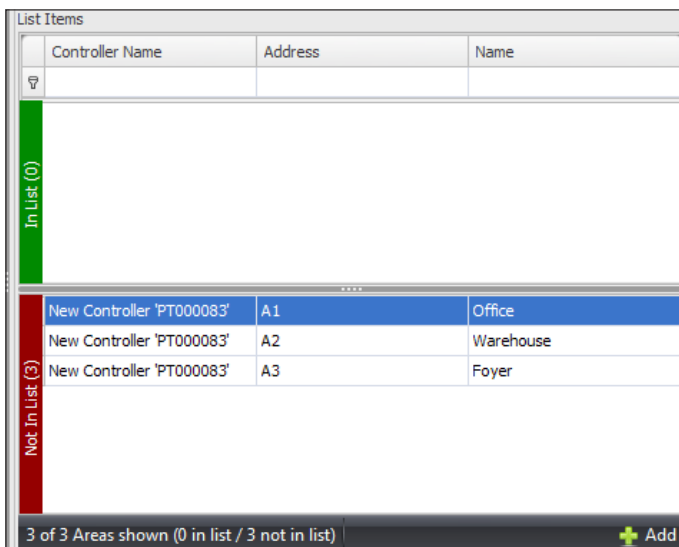 List Items
Controller Name Address Name
In List (0)
New Controller 'PT000083' A1 Office
New Controller 'PT000083' A2 Warehouse
New Controller 'PT000083' A3 Foyer
Not In List (3)
3 of 3 Areas shown (0 in list / 3 not in list) Add